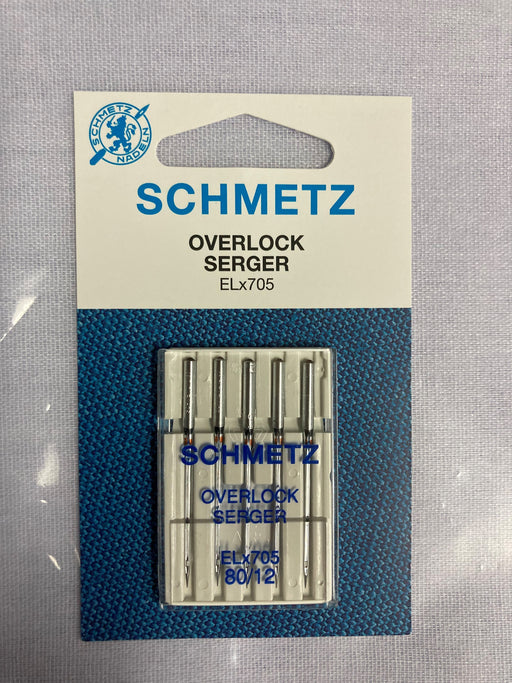 SCHMETZ
NADELN
SCHMETZ
OVERLOCK
SERGER
ELx705
SCHMETZ
OVERLOCK
SERGER
ELx705
80/12